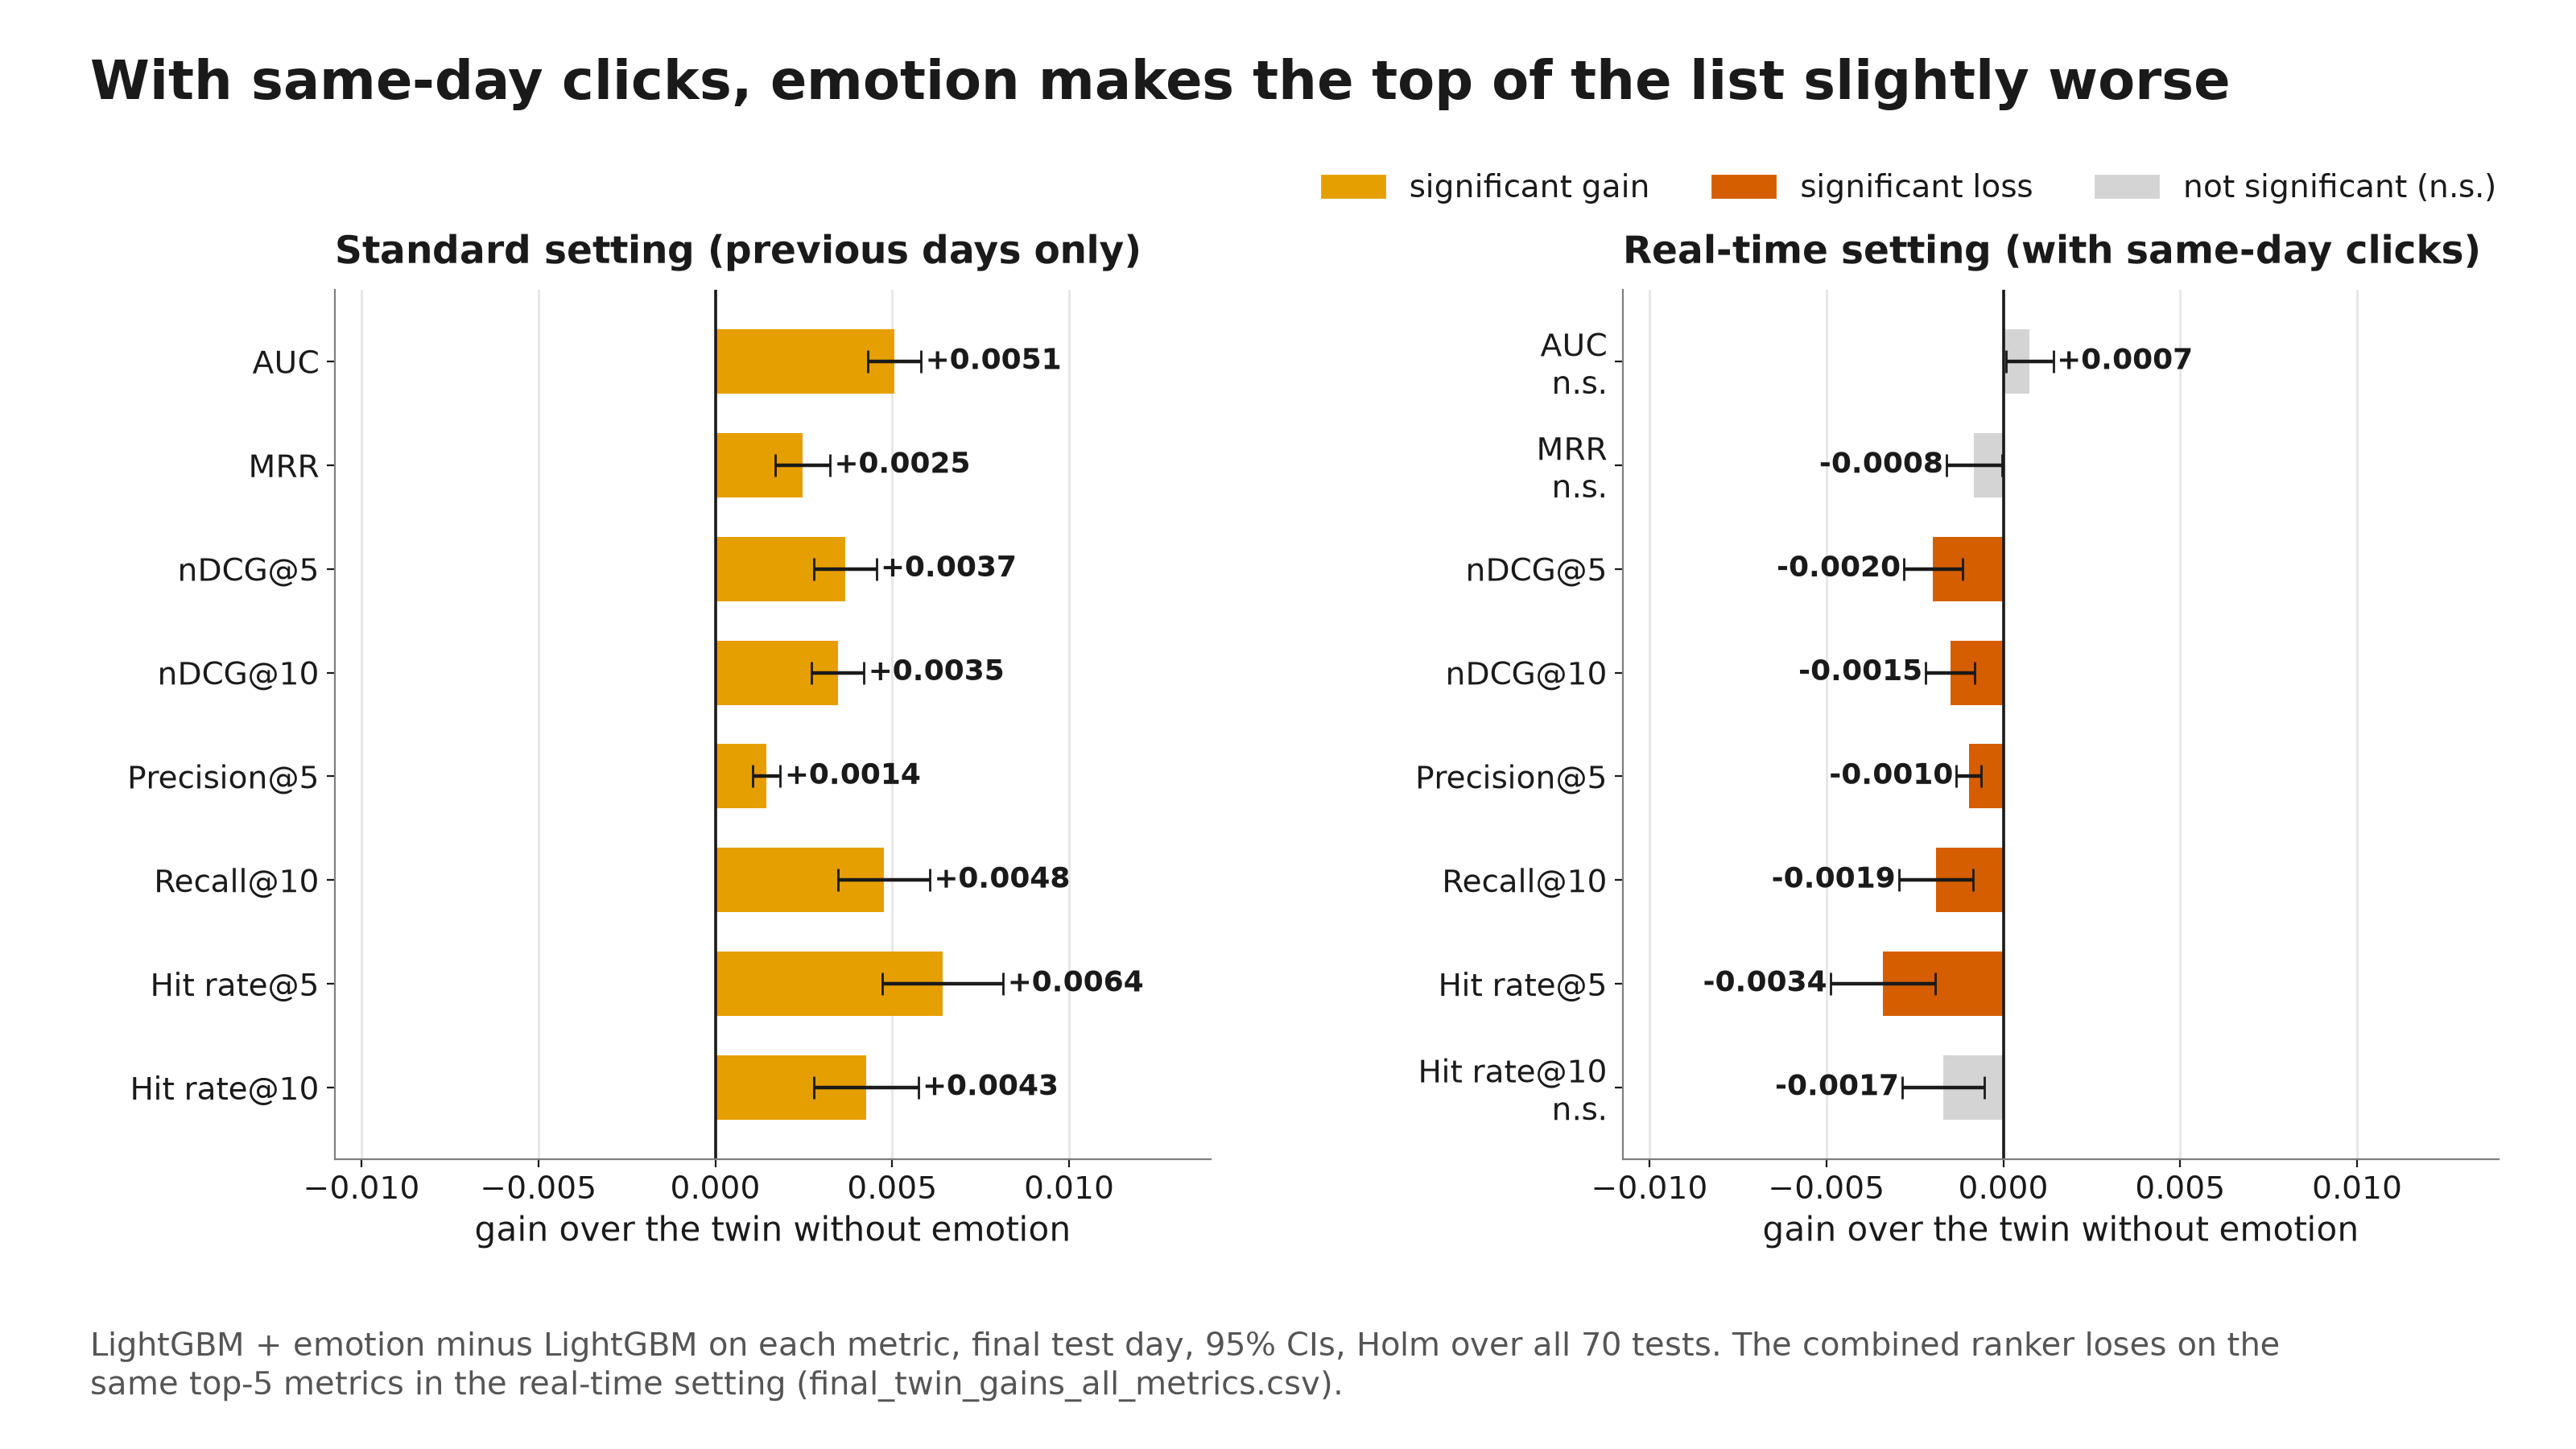 With same-day clicks, emotion makes the top of the list slightly worse
significant gain
significant loss
not significant (n.s.)
Standard setting (previous days only)
AUC
+0.0051
MRR
+0.0025
nDCG@5
+0.0037
nDCG@10
+0.0035
Precision@5
+0.0014
Recall@10
+0.0048
Hit rate@5
+0.0064
Hit rate@10
+0.0043
−0.010
−0.005
0.000
0.005
0.010
gain over the twin without emotion
Real-time setting (with same-day clicks)
AUC
n.s.
+0.0007
MRR
n.s.
-0.0008
nDCG@5
-0.0020
nDCG@10
-0.0015
Precision@5
-0.0010
Recall@10
-0.0019
Hit rate@5
-0.0034
Hit rate@10
n.s.
-0.0017
−0.010
−0.005
0.000
0.005
0.010
gain over the twin without emotion
LightGBM + emotion minus LightGBM on each metric, final test day, 95% CIs, Holm over all 70 tests. The combined ranker loses on the
same top-5 metrics in the real-time setting (final_twin_gains_all_metrics.csv).